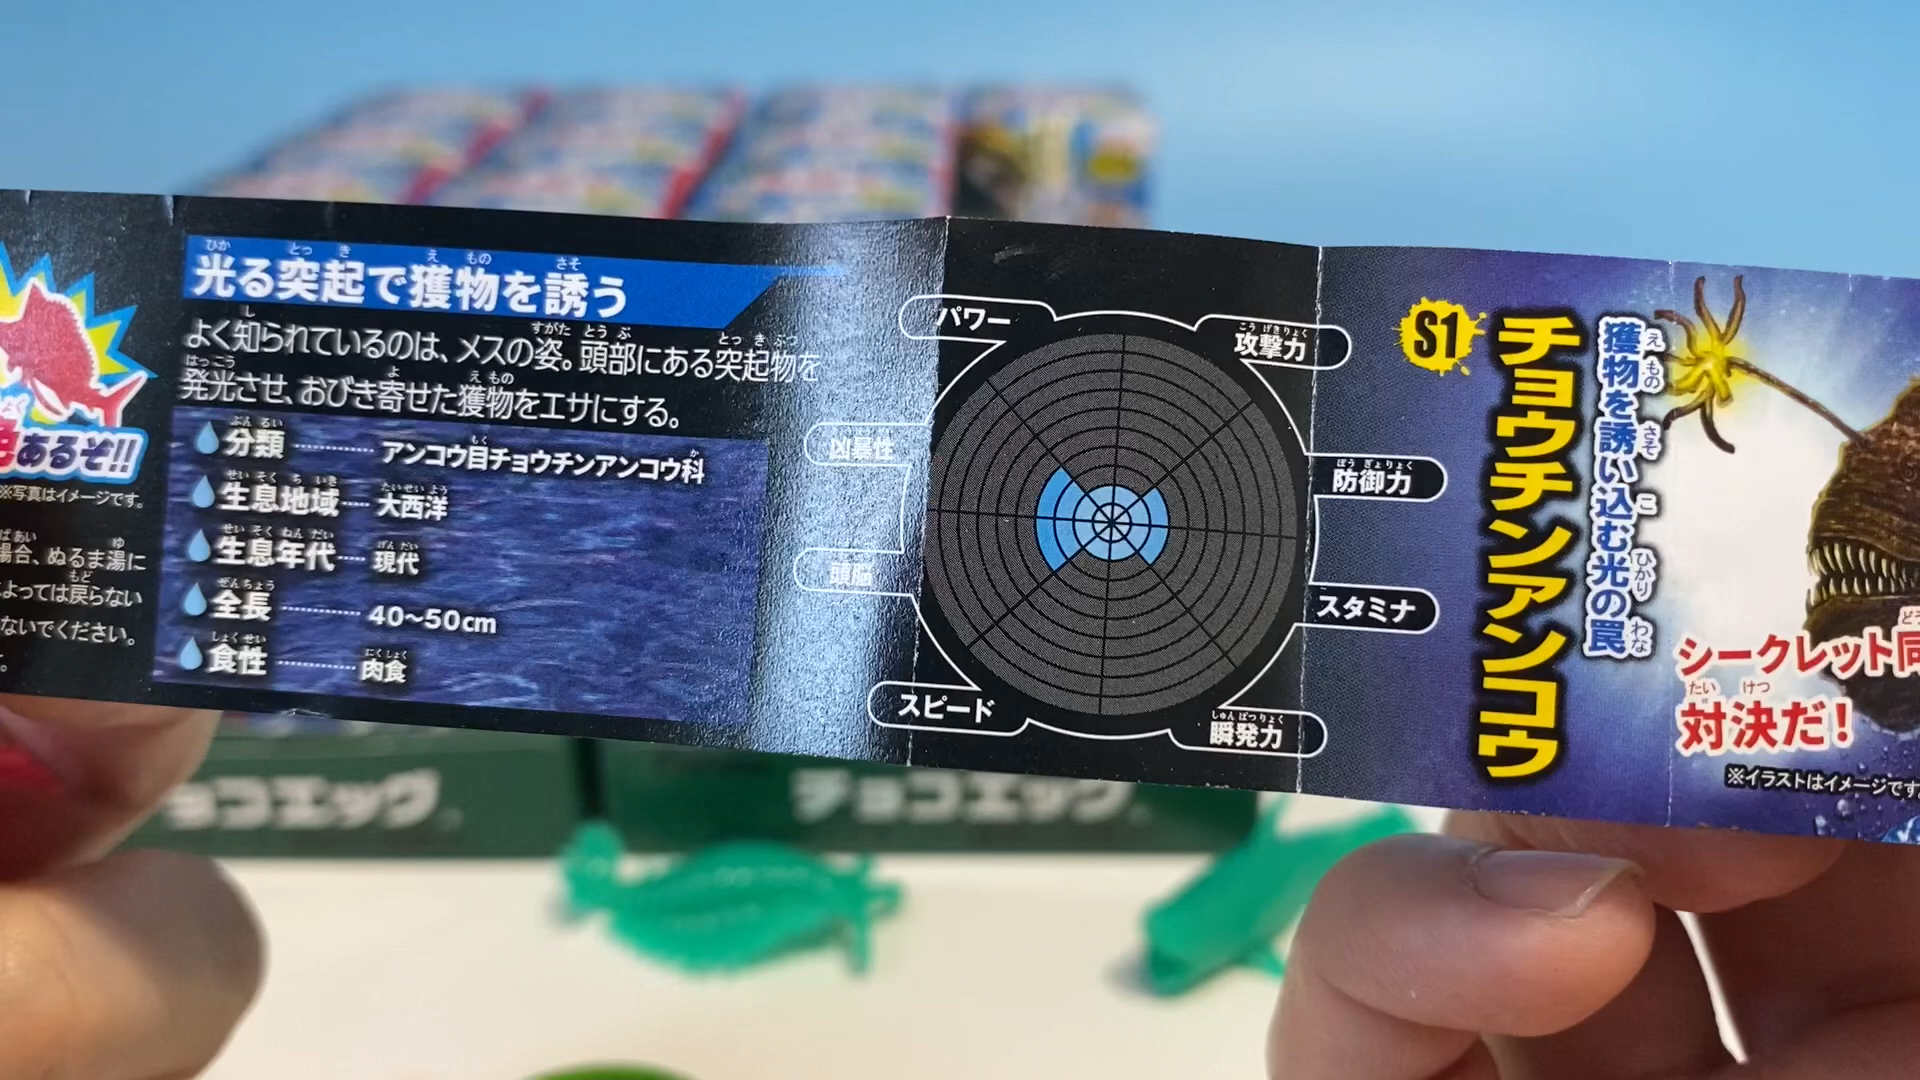 あるぞ!!
※写真はイメージです。
場合、ぬるま湯に
よっては戻らない
ないでください。
光る突起で獲物を誘う
よく知られているのは、メスの姿。頭部にある突起物を
発光させ、おびき寄せた獲物をエサにする。
分類 アンコウ目チョウチンアンコウ科
生息地域 大西洋
生息年代 現代
全長 40～50cm
食性 肉食
パワー
攻撃力
凶暴性
防御力
頭脳
スタミナ
スピード
瞬発力
S1
チョウチンアンコウ
獲物を誘い込む光の罠
シークレット同
対決だ!
※イラストはイメージです
チョコエッグ
チョコエッグ